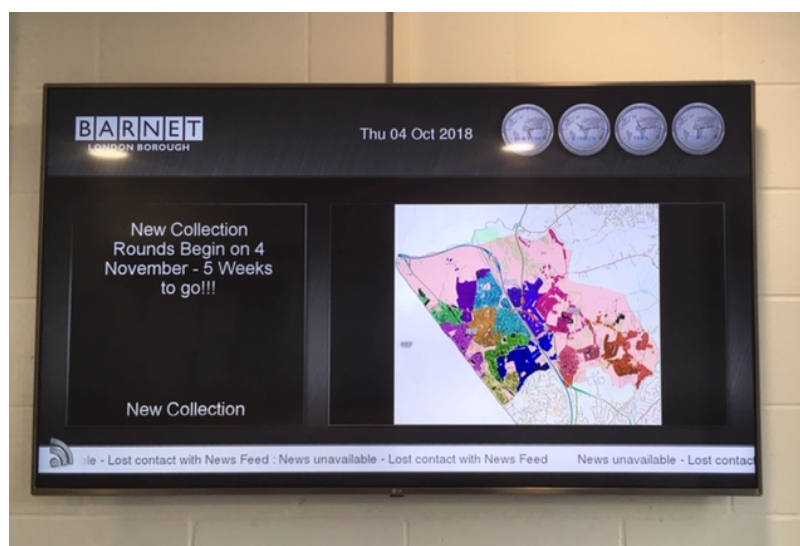 BARNET
LONDON BOROUGH
Thu 04 Oct 2018
New Collection
Rounds Begin on 4
November - 5 Weeks
to go!!!
New Collection
- Lost contact with News Feed : News unavailable - Lost contact with News Feed News unavailable - Lost contact
LG